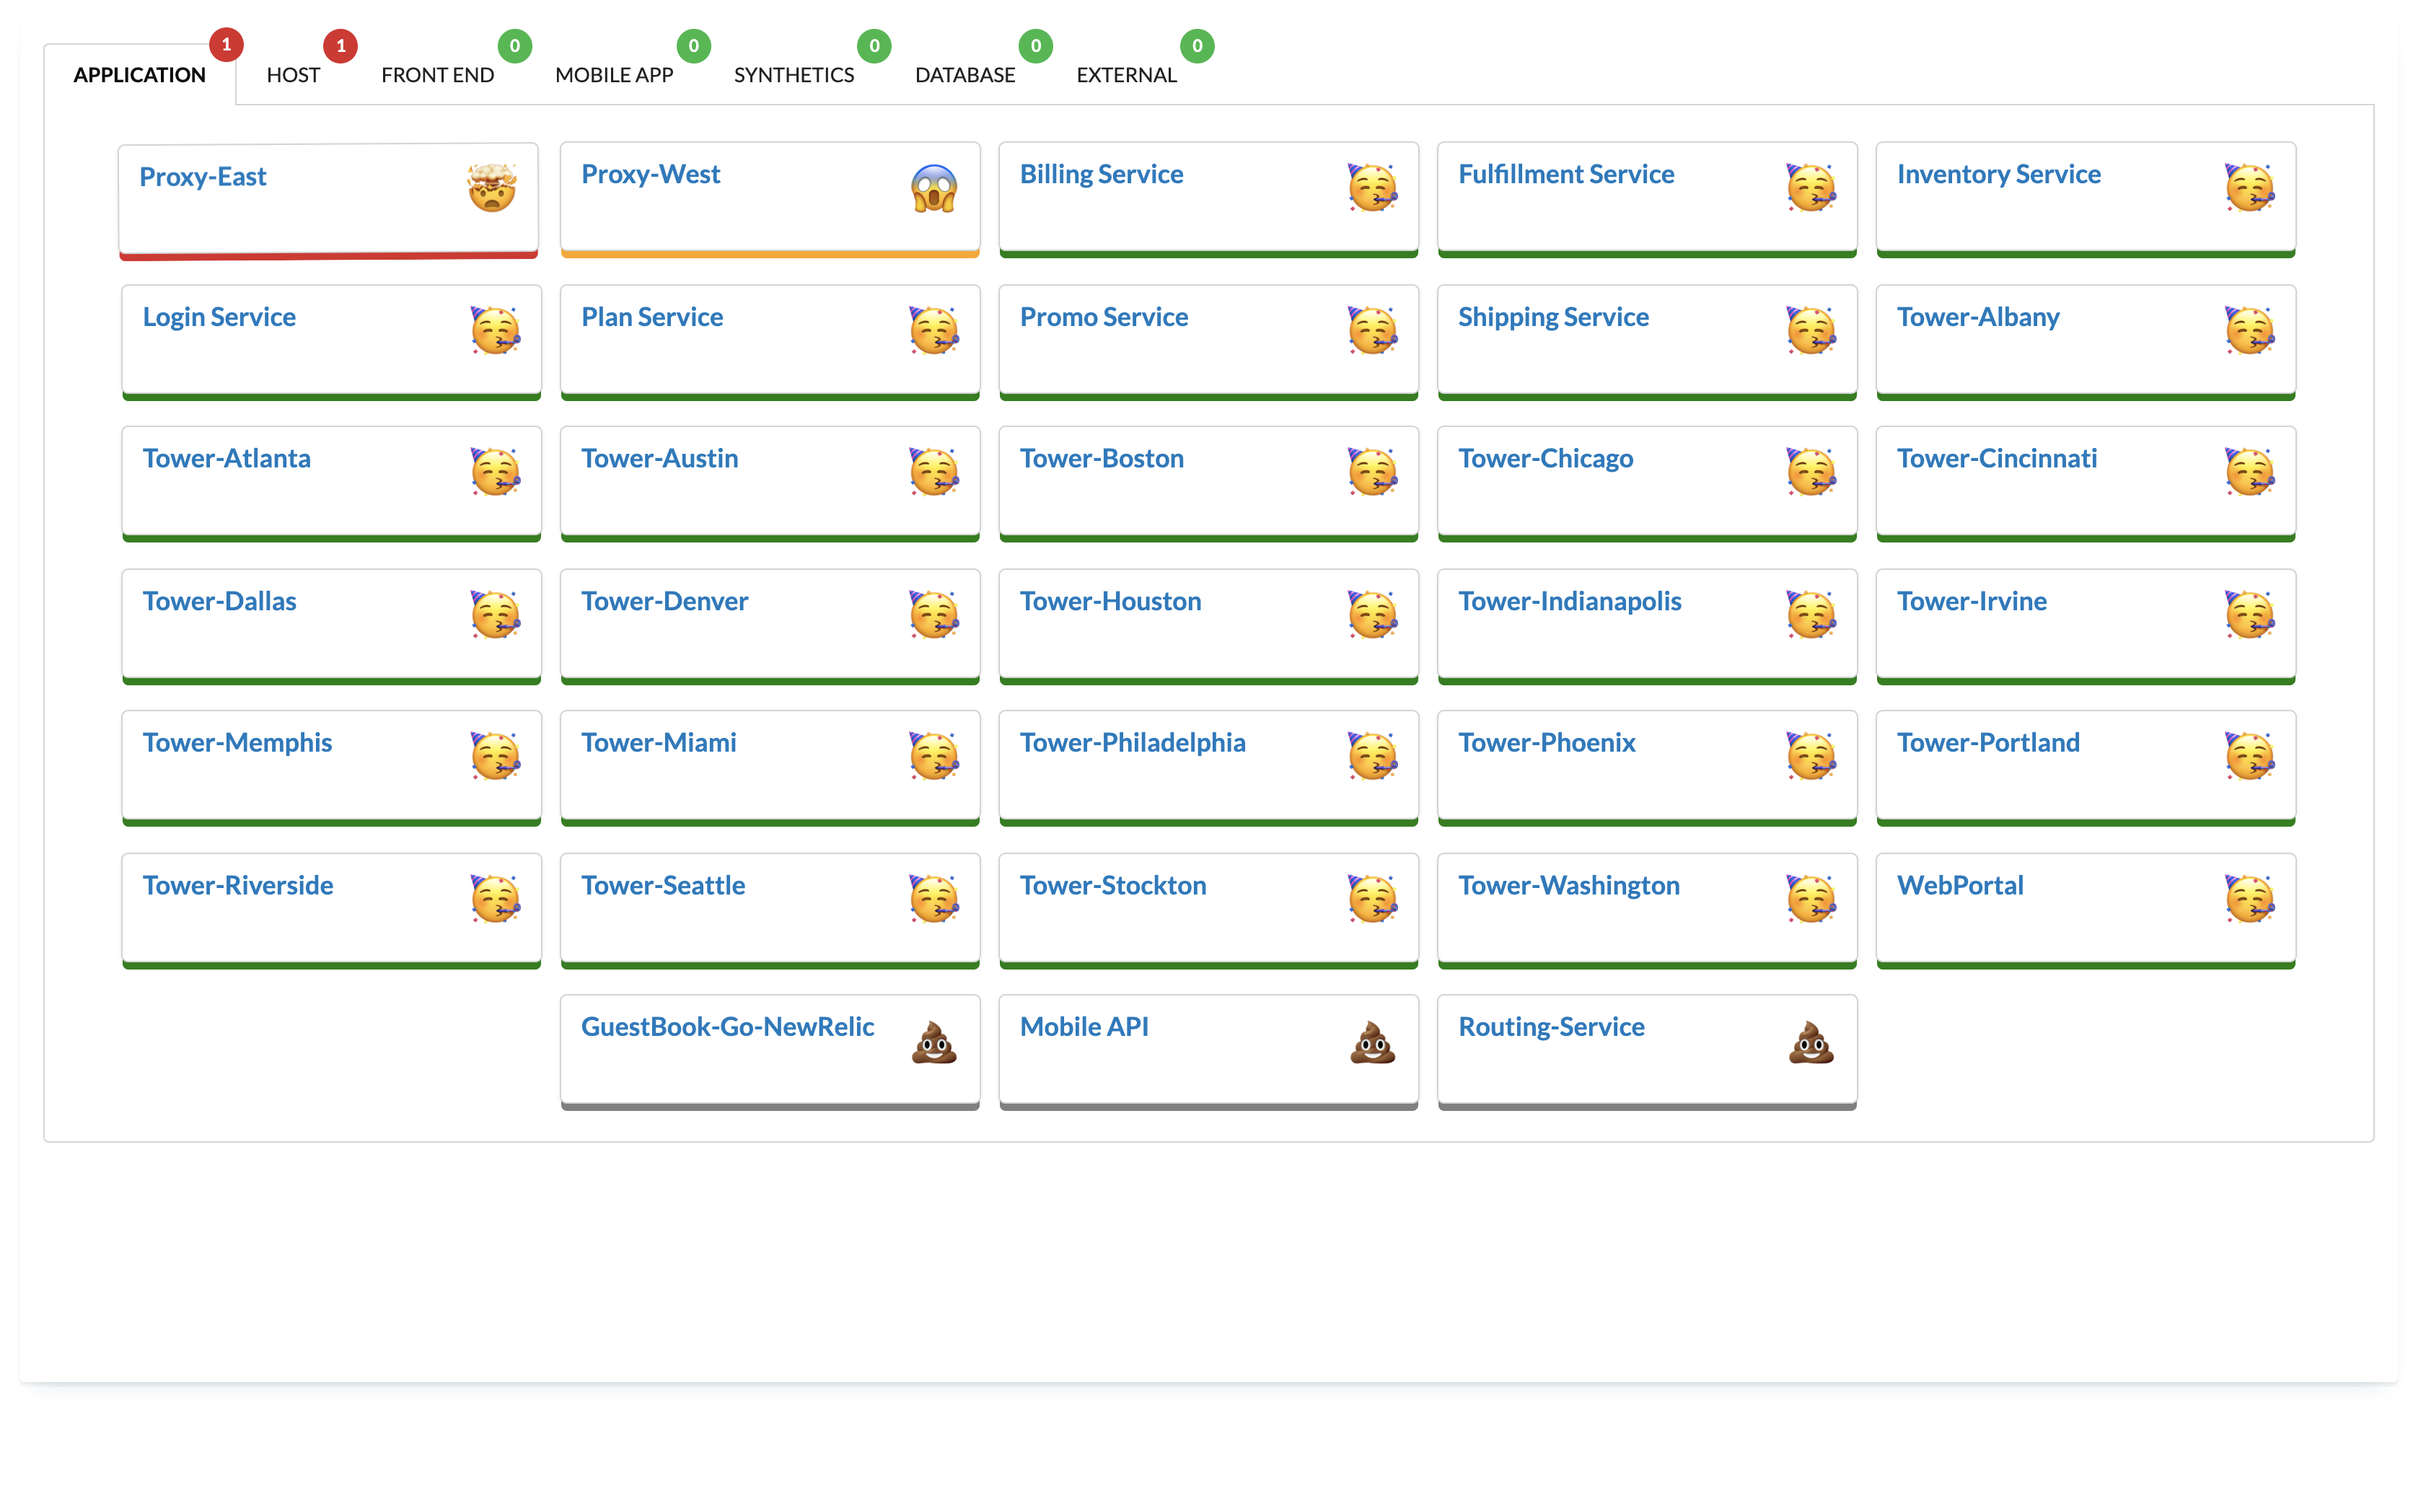 1 1 0 0 0 0 0
APPLICATION HOST FRONT END MOBILE APP SYNTHETICS DATABASE EXTERNAL
Proxy-East Proxy-West Billing Service Fulfillment Service Inventory Service
Login Service Plan Service Promo Service Shipping Service Tower-Albany
Tower-Atlanta Tower-Austin Tower-Boston Tower-Chicago Tower-Cincinnati
Tower-Dallas Tower-Denver Tower-Houston Tower-Indianapolis Tower-Irvine
Tower-Memphis Tower-Miami Tower-Philadelphia Tower-Phoenix Tower-Portland
Tower-Riverside Tower-Seattle Tower-Stockton Tower-Washington WebPortal
GuestBook-Go-NewRelic Mobile API Routing-Service